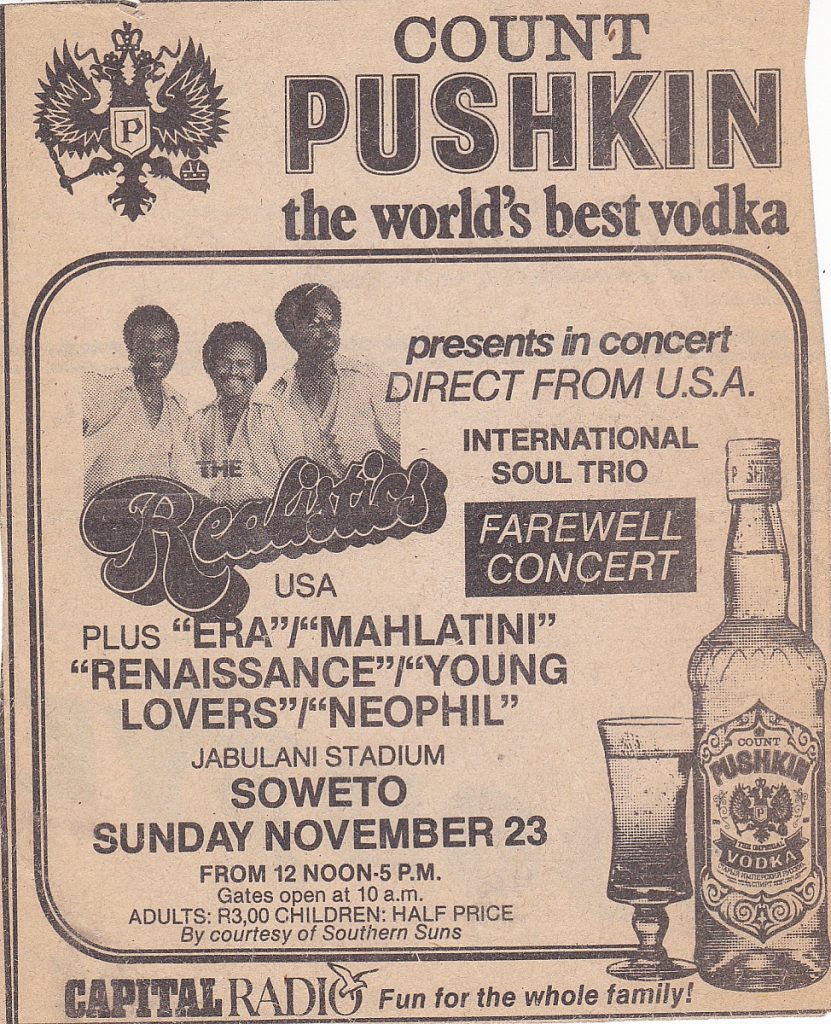 P
COUNT
PUSHKIN
the world's best vodka
presents in concert
DIRECT FROM U.S.A.
INTERNATIONAL
SOUL TRIO
FAREWELL
CONCERT
THE
Realistics
USA
PLUS "ERA"/"MAHLATINI"
"RENAISSANCE"/"YOUNG
LOVERS"/"NEOPHIL"
JABULANI STADIUM
SOWETO
SUNDAY NOVEMBER 23
FROM 12 NOON-5 P.M.
Gates open at 10 a.m.
ADULTS: R3,00 CHILDREN: HALF PRICE
By courtesy of Southern Suns
COUNT
PUSHKIN
P
THE IMPERIAL
VODKA
CAPITAL RADIO Fun for the whole family!